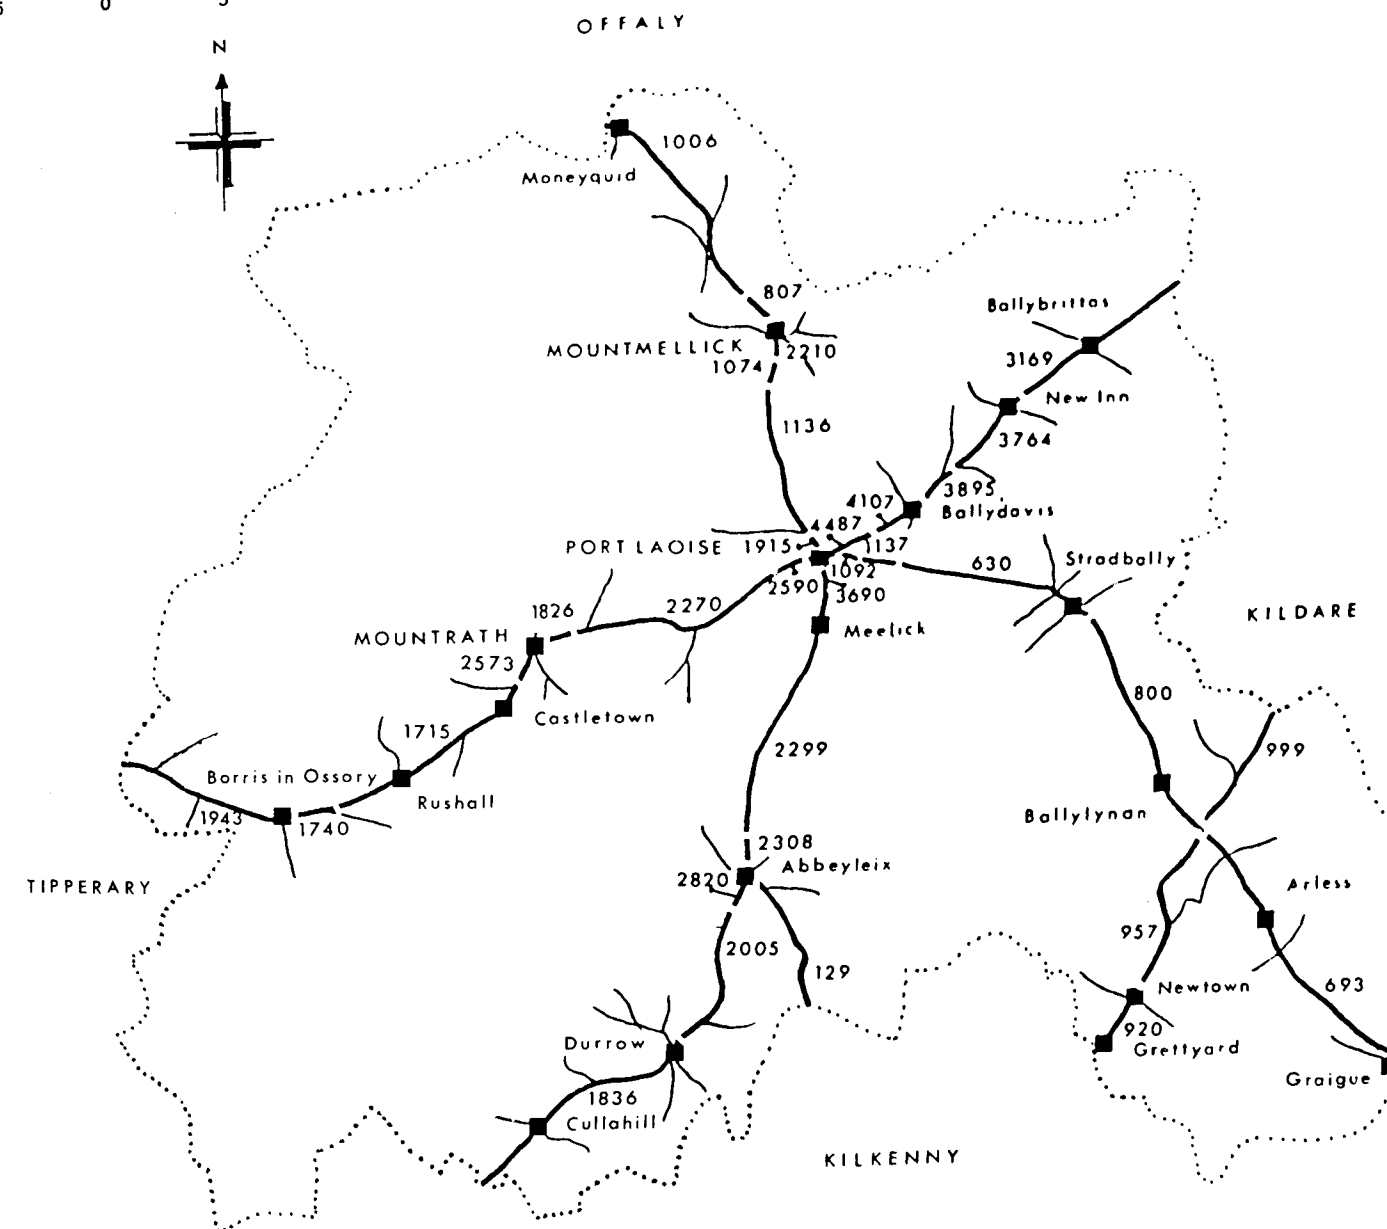 0
5
OFFALY
N
1006
Moneyquid
807
Ballybrittas
MOUNTMELLICK
2210
1074
3169
New Inn
1136
3764
3895
4107
Ballydavis
4487
PORT LAOISE
1915
1137
Stradbally
1092
630
2590
3690
1826
2270
KILDARE
MOUNTRATH
Meelick
2573
800
Castletown
1715
2299
999
Borris in Ossory
Rushall
1943
1740
Ballylynan
2308
Abbeyleix
2820
TIPPERARY
Arless
957
2005
129
693
Newtown
920
Durrow
Grettyard
Graigue
1836
Cullahill
KILKENNY